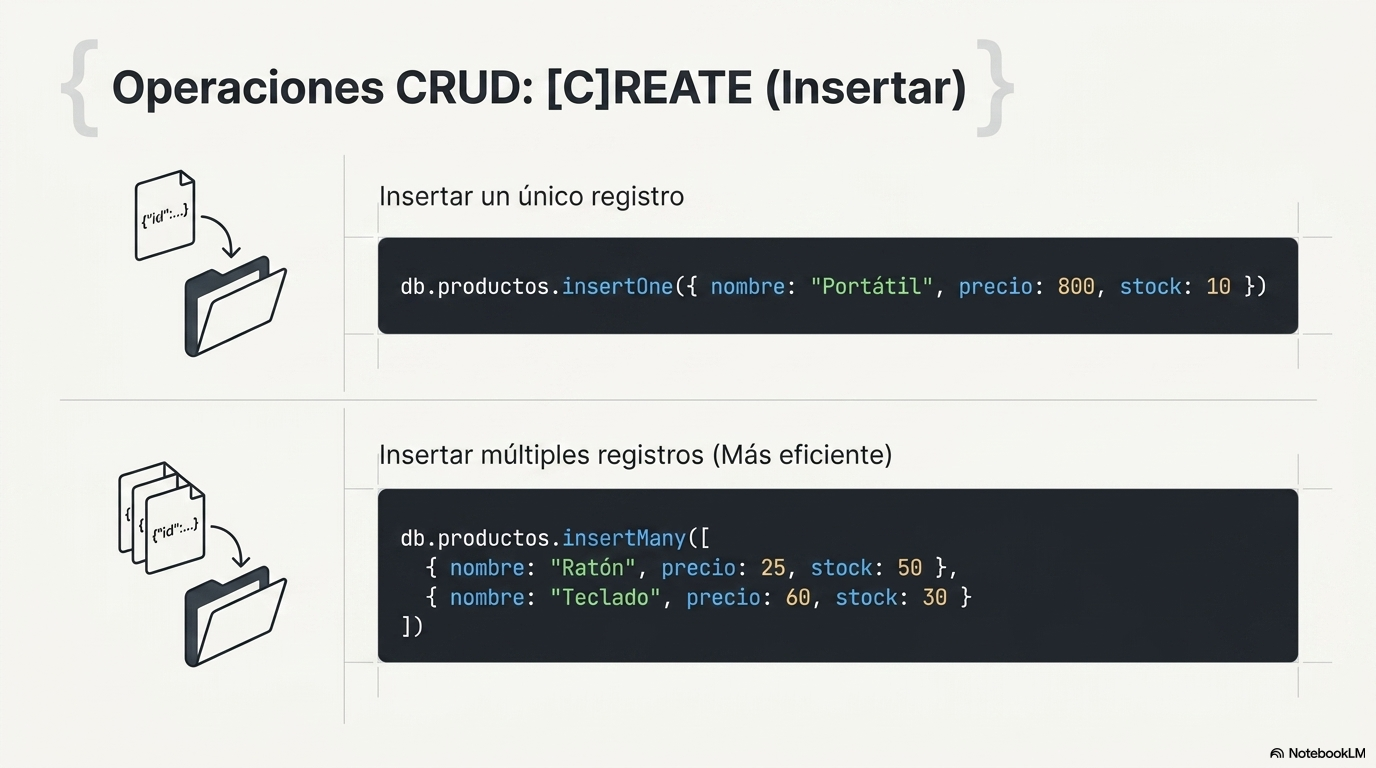 { Operaciones CRUD: [C]REATE (Insertar) }
{"id":...}
Insertar un único registro
db.productos.insertOne({ nombre: "Portátil", precio: 800, stock: 10 })
Insertar múltiples registros (Más eficiente)
{ { {"id":...}
db.productos.insertMany([
  { nombre: "Ratón", precio: 25, stock: 50 },
  { nombre: "Teclado", precio: 60, stock: 30 }
])
NotebookLM